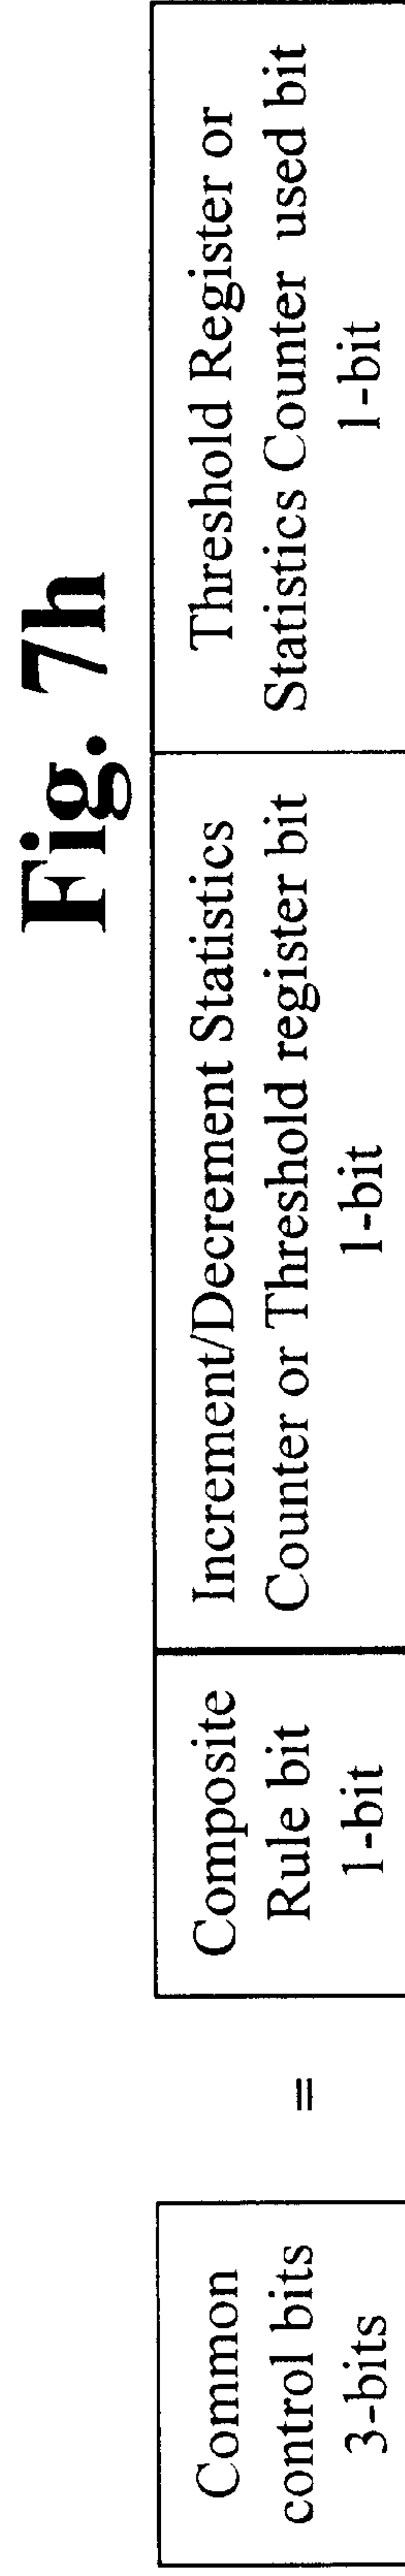 Fig. 7h
Common
control bits
3-bits
=
Composite
Rule bit
1-bit
Increment/Decrement Statistics
Counter or Threshold register bit
1-bit
Threshold Register or
Statistics Counter used bit
1-bit